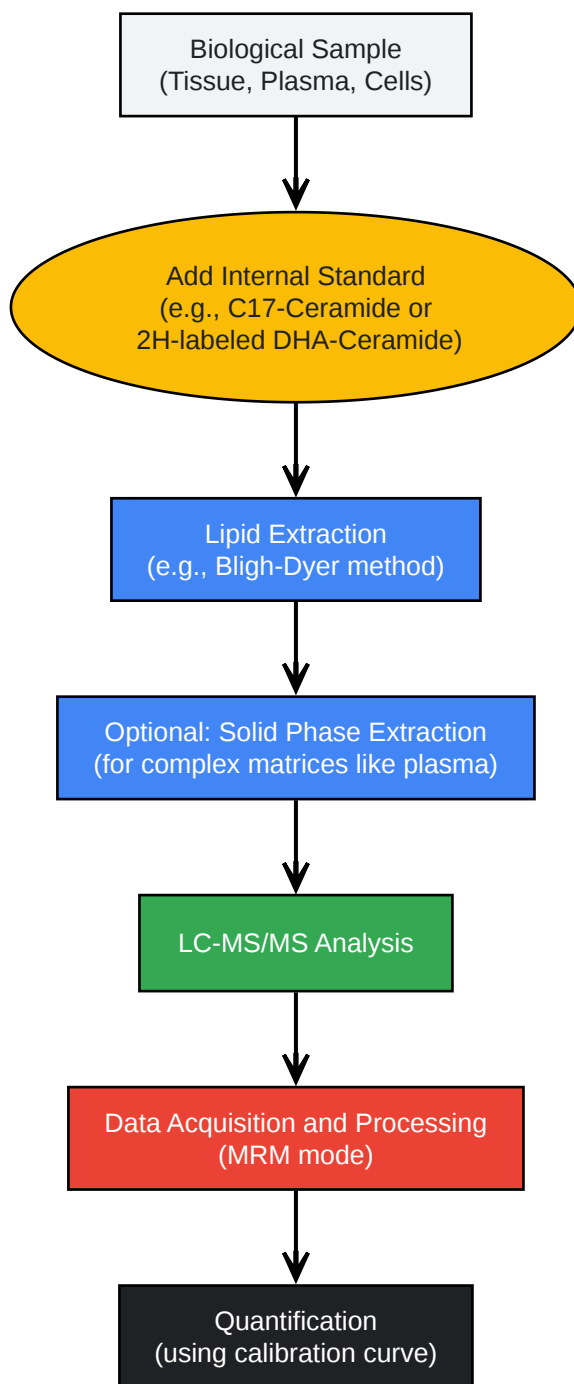 Biological Sample
(Tissue, Plasma, Cells)
Add Internal Standard
(e.g., C17-Ceramide or
2H-labeled DHA-Ceramide)
Lipid Extraction
(e.g., Bligh-Dyer method)
Optional: Solid Phase Extraction
(for complex matrices like plasma)
LC-MS/MS Analysis
Data Acquisition and Processing
(MRM mode)
Quantification
(using calibration curve)